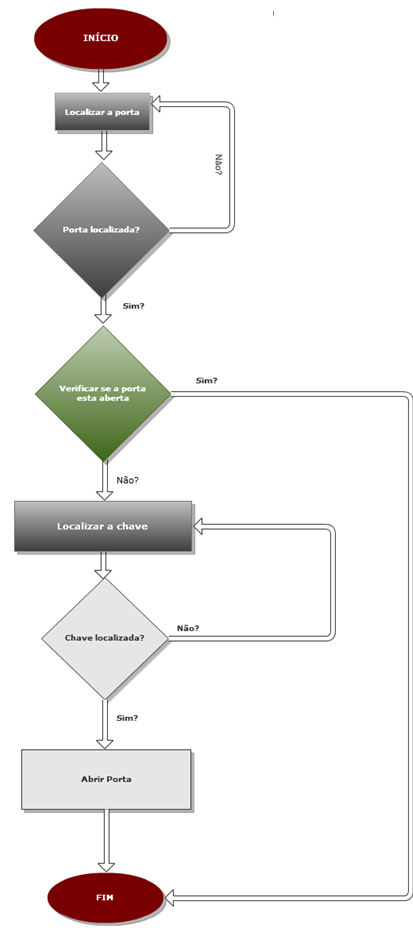 INÍCIO
Localizar a porta
Não?
Porta localizada?
Sim?
Sim?
Verificar se a porta
esta aberta
Não?
Localizar a chave
Não?
Chave localizada?
Sim?
Abrir Porta
FIM